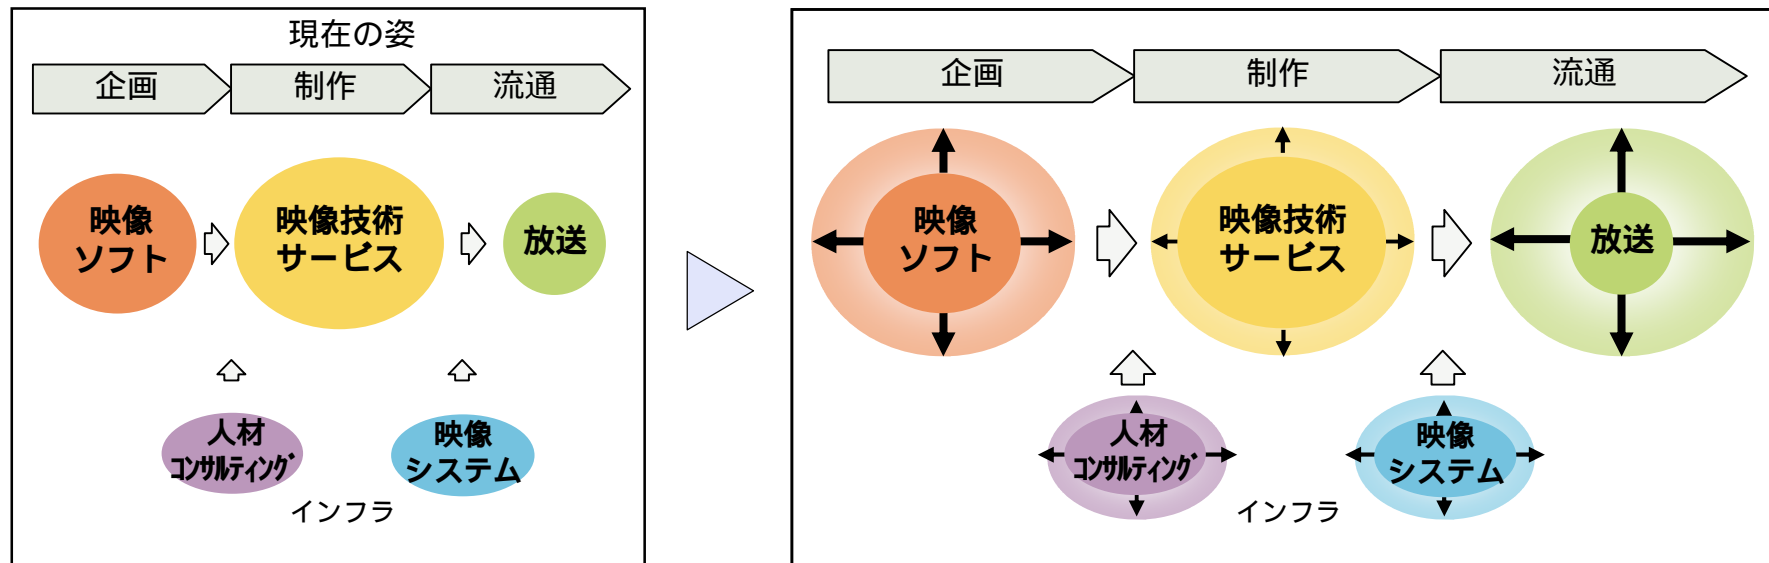 現在の姿
企画
制作
流通
映像
ソフト
映像技術
サービス
放送
人材
コンサルティング
映像
システム
インフラ
企画
制作
流通
映像
ソフト
映像技術
サービス
放送
人材
コンサルティング
映像
システム
インフラ